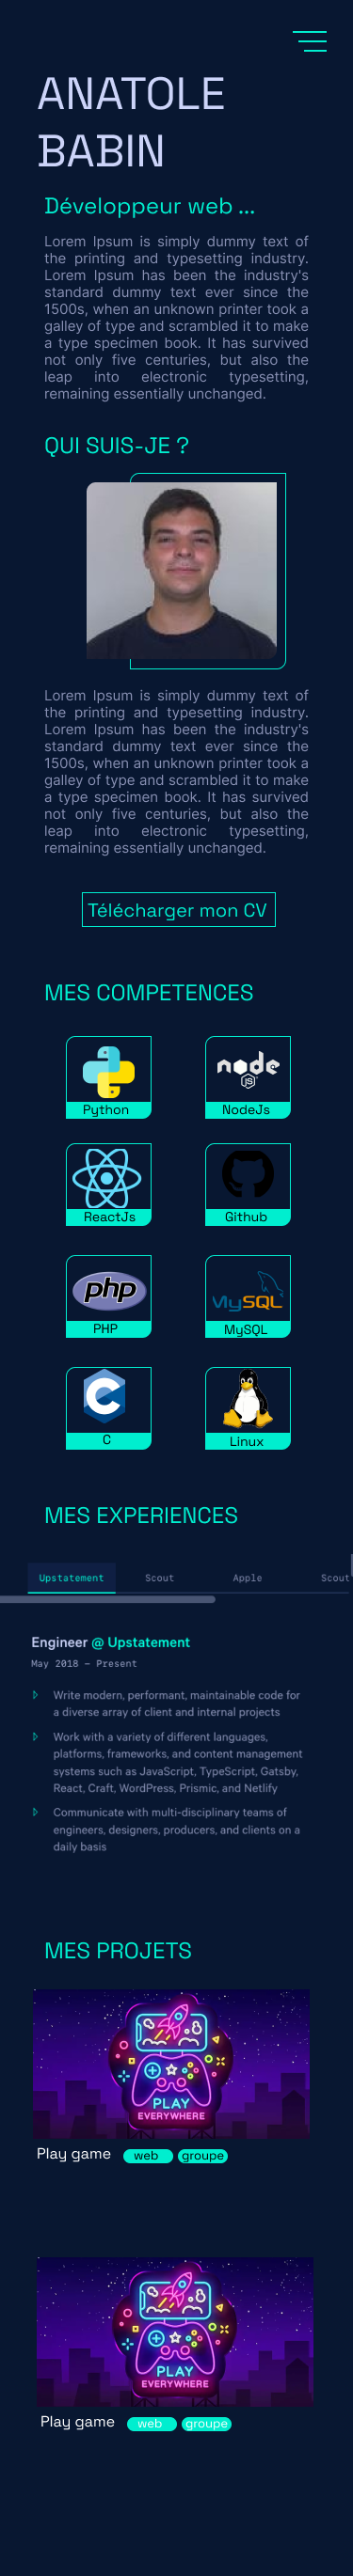 ANATOLE
BABIN
Développeur web ...
Lorem Ipsum is simply dummy text of
the printing and typesetting industry.
Lorem Ipsum has been the industry's
standard dummy text ever since the
1500s, when an unknown printer took a
galley of type and scrambled it to make
a type specimen book. It has survived
not only five centuries, but also the
leap into electronic typesetting,
remaining essentially unchanged.
QUI SUIS-JE ?
Lorem Ipsum is simply dummy text of
the printing and typesetting industry.
Lorem Ipsum has been the industry's
standard dummy text ever since the
1500s, when an unknown printer took a
galley of type and scrambled it to make
a type specimen book. It has survived
not only five centuries, but also the
leap into electronic typesetting,
remaining essentially unchanged.
Télécharger mon CV
MES COMPETENCES
node
JS
Python NodeJs
ReactJs Github
php MySQL
PHP MySQL
C
C Linux
MES EXPERIENCES
Upstatement Scout Apple Scout
Engineer @ Upstatement
May 2018 – Present
Write modern, performant, maintainable code for
a diverse array of client and internal projects
Work with a variety of different languages,
platforms, frameworks, and content management
systems such as JavaScript, TypeScript, Gatsby,
React, Craft, WordPress, Prismic, and Netlify
Communicate with multi-disciplinary teams of
engineers, designers, producers, and clients on a
daily basis
MES PROJETS
PLAY
EVERYWHERE
Play game web groupe
PLAY
EVERYWHERE
Play game web groupe